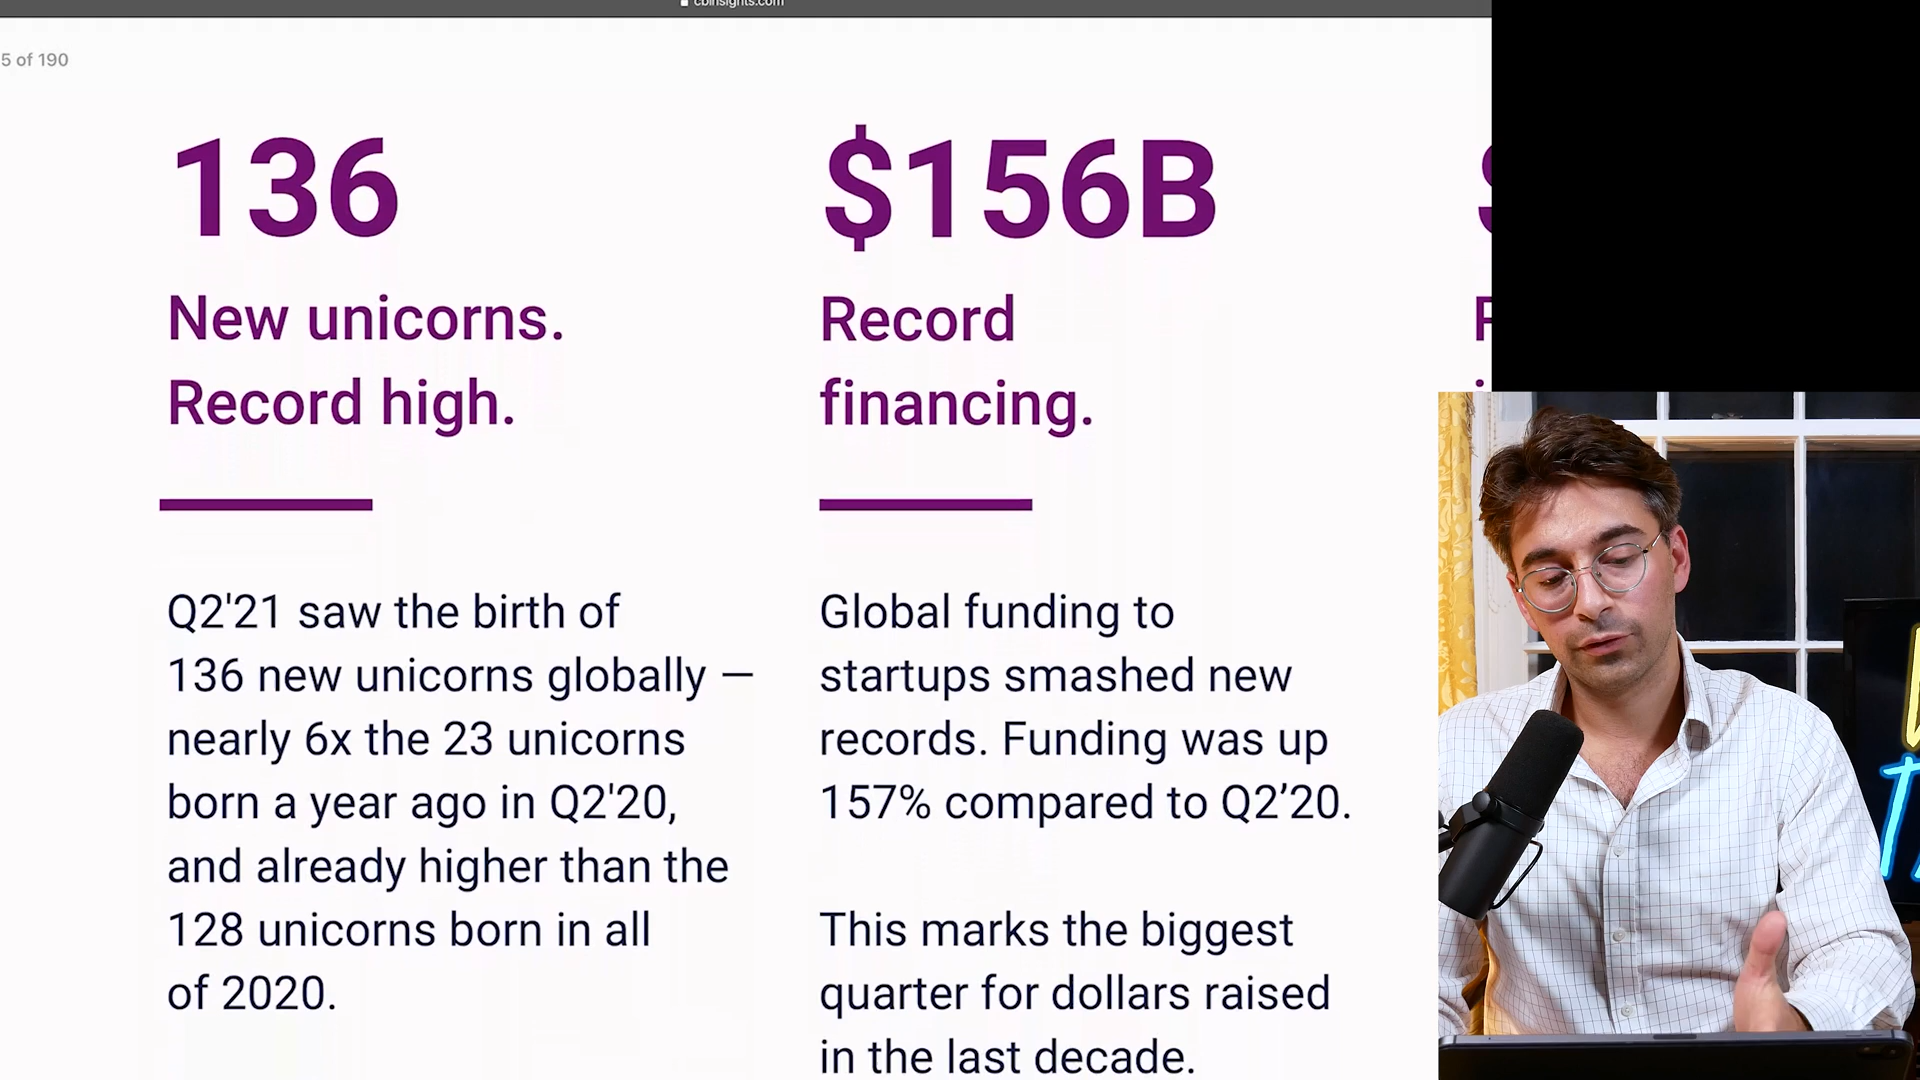 cbinsights.com
5 of 190
136
New unicorns.
Record high.
Q2'21 saw the birth of
136 new unicorns globally —
nearly 6x the 23 unicorns
born a year ago in Q2'20,
and already higher than the
128 unicorns born in all
of 2020.
$156B
Record
financing.
Global funding to
startups smashed new
records. Funding was up
157% compared to Q2’20.
This marks the biggest
quarter for dollars raised
in the last decade.